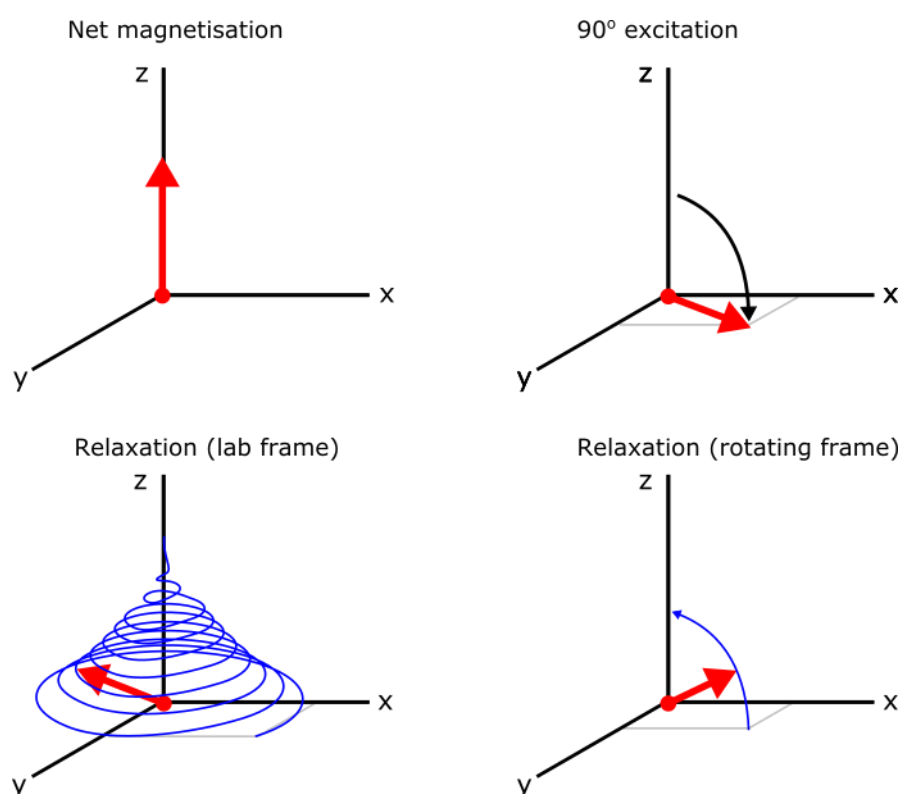 Net magnetisation
90° excitation
z
z
x
x
y
y
Relaxation (lab frame)
Relaxation (rotating frame)
z
z
x
x
y
y